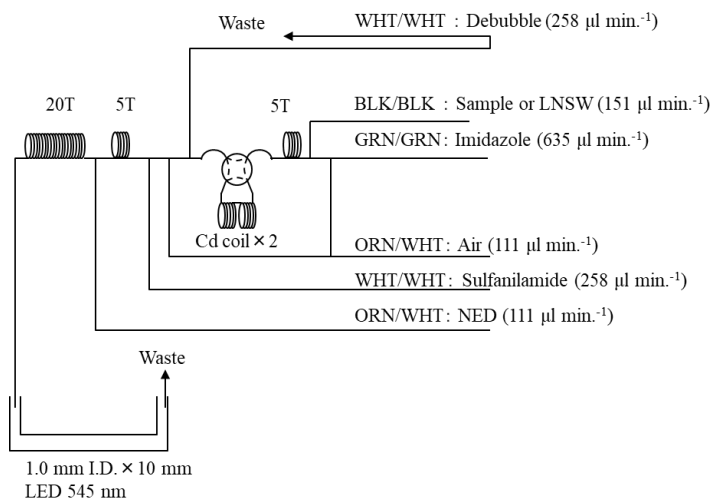 Waste
WHT/WHT : Debubble (258 μl min.⁻¹)
20T
5T
5T
BLK/BLK : Sample or LNSW (151 μl min.⁻¹)
GRN/GRN: Imidazole (635 μl min.⁻¹)
Cd coil × 2
ORN/WHT: Air (111 μl min.⁻¹)
WHT/WHT: Sulfanilamide (258 μl min.⁻¹)
ORN/WHT: NED (111 μl min.⁻¹)
Waste
1.0 mm I.D. × 10 mm
LED 545 nm